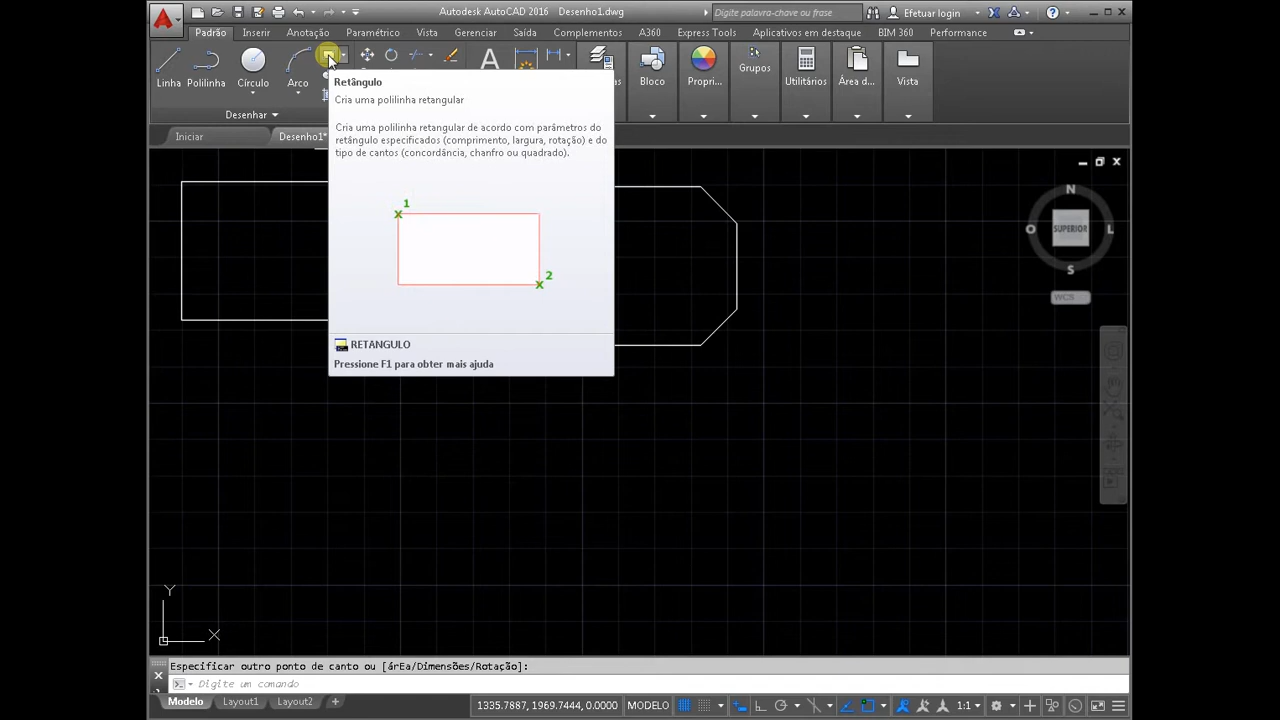 Autodesk AutoCAD 2016   Desenho1.dwg
Digite palavra-chave ou frase
Efetuar login
Padrão Inserir Anotação Paramétrico Vista Gerenciar Saída Complementos A360 Express Tools Aplicativos em destaque BIM 360 Performance
Linha Polilinha Círculo Arco
A
Bloco Propri... Grupos Utilitários Área d... Vista
Desenhar
Iniciar Desenho1*
Retângulo
Cria uma polilinha retangular
Cria uma polilinha retangular de acordo com parâmetros do
retângulo especificados (comprimento, largura, rotação) e do
tipo de cantos (concordância, chanfro ou quadrado).
1
2
RETANGULO
Pressione F1 para obter mais ajuda
N
O SUPERIOR L
S
WCS
Y
X
Especificar outro ponto de canto ou [árEa/Dimensões/Rotação]:
Digite um comando
Modelo Layout1 Layout2 + 1335.7887, 1969.7444, 0.0000 MODELO 1:1